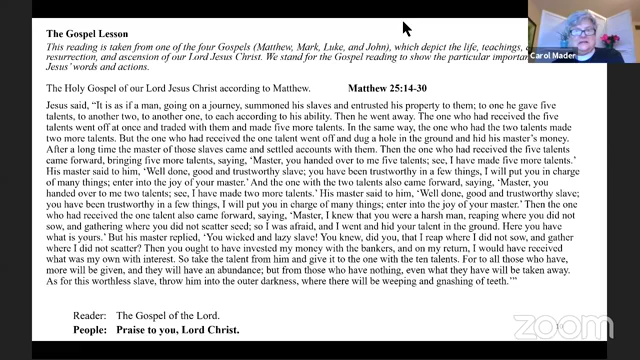 The Gospel Lesson
This reading is taken from one of the four Gospels (Matthew, Mark, Luke, and John), which depict the life, teachings,
resurrection, and ascension of our Lord Jesus Christ. We stand for the Gospel reading to show the particular
Jesus' words and actions.
The Holy Gospel of our Lord Jesus Christ according to Matthew. Matthew 25:14-30
Jesus said, "It is as if a man, going on a journey, summoned his slaves and entrusted his property to them; to one he gave five
talents, to another two, to another one, to each according to his ability. Then he went away. The one who had received the five
talents went off at once and traded with them and made five more talents. In the same way, the one who had the two talents made
two more talents. But the one who had received the one talent went off and dug a hole in the ground and hid his master's money.
After a long time the master of those slaves came and settled accounts with them. Then the one who had received the five talents
came forward, bringing five more talents, saying, 'Master, you handed over to me five talents; see, I have made five more talents.'
His master said to him, 'Well done, good and trustworthy slave; you have been trustworthy in a few things, I will put you in charge
of many things; enter into the joy of your master.' And the one with the two talents also came forward, saying, 'Master, you
handed over to me two talents; see, I have made two more talents.' His master said to him, 'Well done, good and trustworthy slave;
you have been trustworthy in a few things, I will put you in charge of many things; enter into the joy of your master.' Then the one
who had received the one talent also came forward, saying, 'Master, I knew that you were a harsh man, reaping where you did not
sow, and gathering where you did not scatter seed; so I was afraid, and I went and hid your talent in the ground. Here you have
what is yours.' But his master replied, 'You wicked and lazy slave! You knew, did you, that I reap where I did not sow, and gather
where I did not scatter? Then you ought to have invested my money with the bankers, and on my return, I would have received
what was my own with interest. So take the talent from him and give it to the one with the ten talents. For to all those who have,
more will be given, and they will have an abundance; but from those who have nothing, even what they have will be taken away.
As for this worthless slave, throw him into the outer darkness, where there will be weeping and gnashing of teeth.'"
Reader: The Gospel of the Lord.
People: Praise to you, Lord Christ.
Carol Mader
zoom